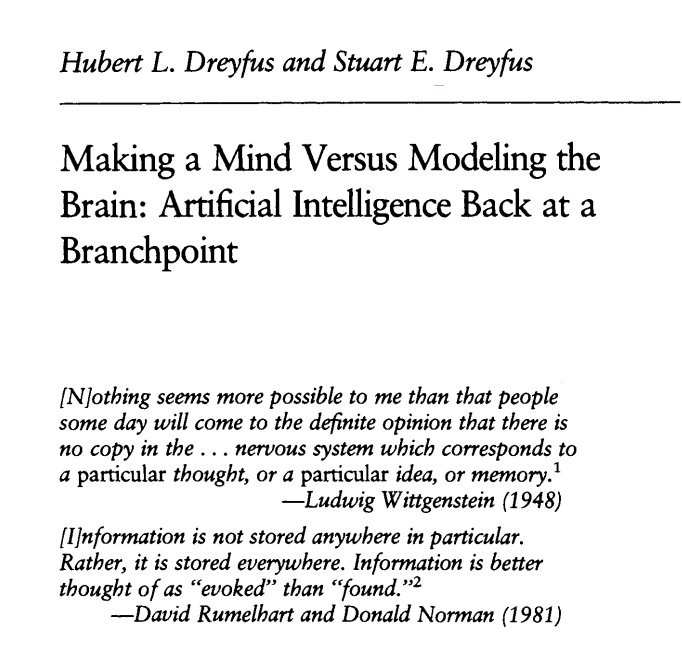 Hubert L. Dreyfus and Stuart E. Dreyfus
Making a Mind Versus Modeling the
Brain: Artificial Intelligence Back at a
Branchpoint
[N]othing seems more possible to me than that people
some day will come to the definite opinion that there is
no copy in the . . . nervous system which corresponds to
a particular thought, or a particular idea, or memory.¹
—Ludwig Wittgenstein (1948)
[I]nformation is not stored anywhere in particular.
Rather, it is stored everywhere. Information is better
thought of as “evoked” than “found.”²
—David Rumelhart and Donald Norman (1981)